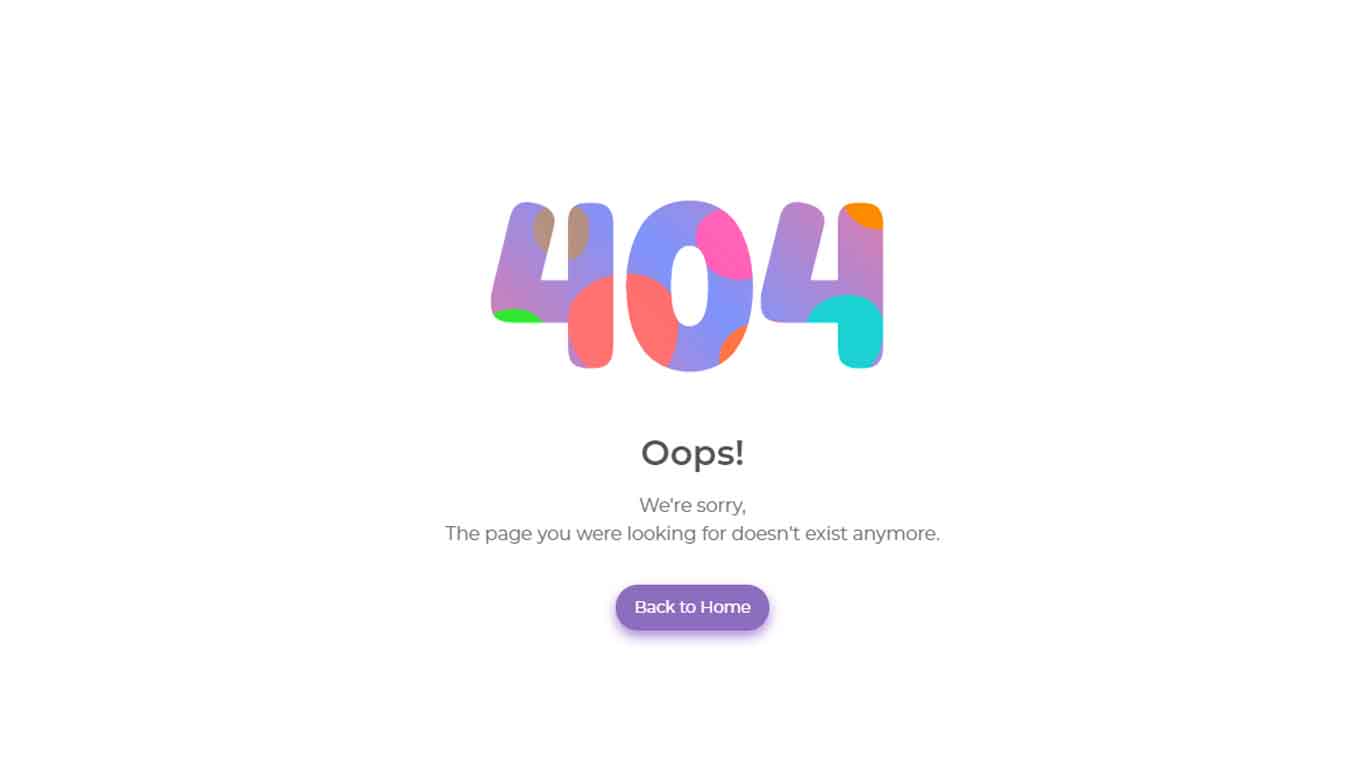 404
Oops!
We're sorry,
The page you were looking for doesn't exist anymore.
Back to Home